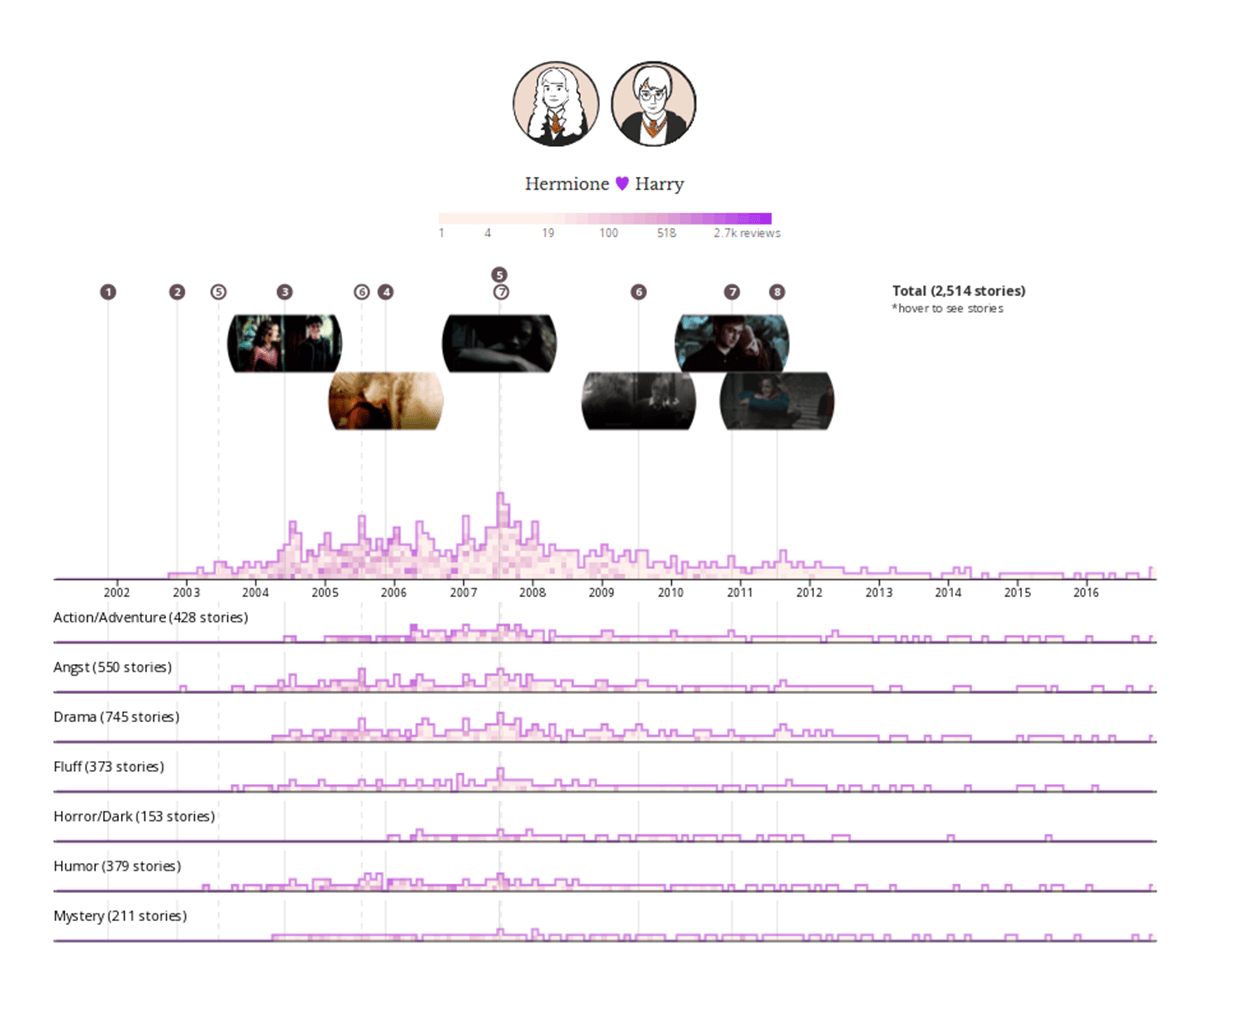 Hermione 💜 Harry
1 4 19 100 518 2.7k reviews
5
1 2 5 3 6 4 7 6 7 8
Total (2,514 stories)
*hover to see stories
2002 2003 2004 2005 2006 2007 2008 2009 2010 2011 2012 2013 2014 2015 2016
Action/Adventure (428 stories)
Angst (550 stories)
Drama (745 stories)
Fluff (373 stories)
Horror/Dark (153 stories)
Humor (379 stories)
Mystery (211 stories)